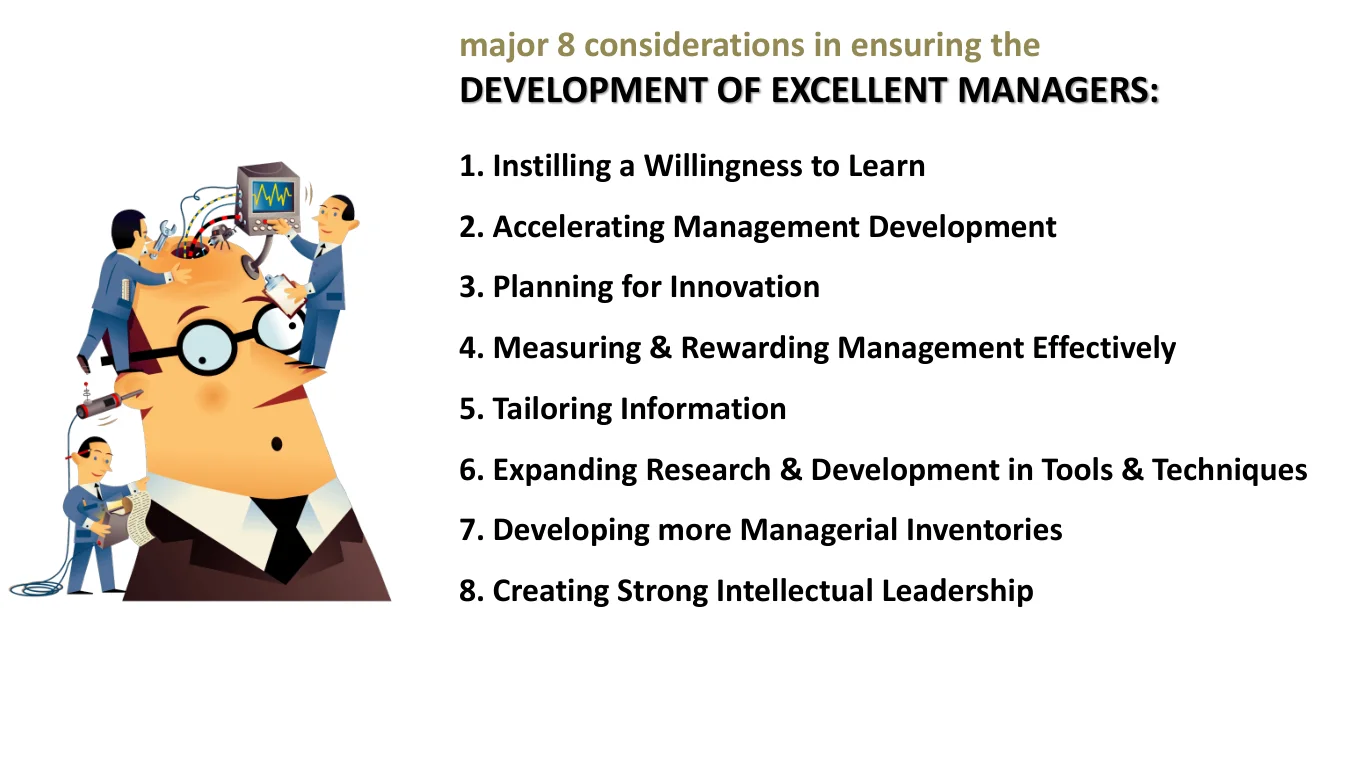 major 8 considerations in ensuring the
DEVELOPMENT OF EXCELLENT MANAGERS:
1. Instilling a Willingness to Learn
2. Accelerating Management Development
3. Planning for Innovation
4. Measuring & Rewarding Management Effectively
5. Tailoring Information
6. Expanding Research & Development in Tools & Techniques
7. Developing more Managerial Inventories
8. Creating Strong Intellectual Leadership